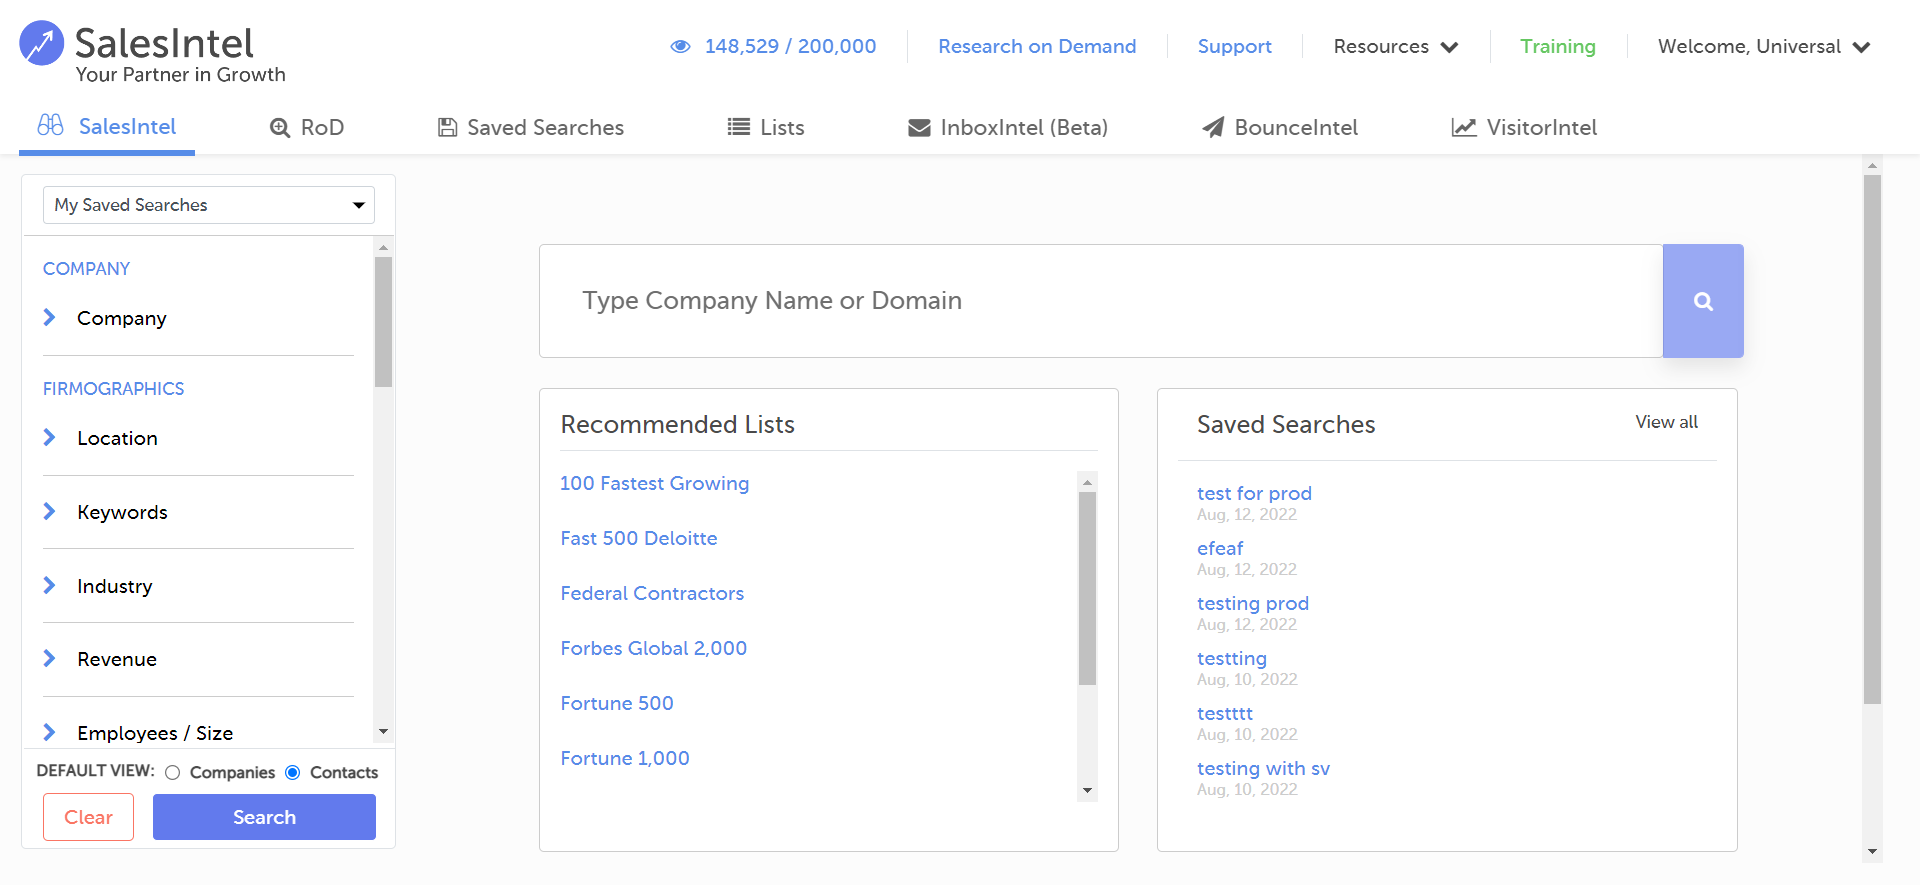 SalesIntel
Your Partner in Growth
148,529 / 200,000
Research on Demand
Support
Resources
Training
Welcome, Universal
SalesIntel
RoD
Saved Searches
Lists
InboxIntel (Beta)
BounceIntel
VisitorIntel
My Saved Searches
COMPANY
Company
FIRMOGRAPHICS
Location
Keywords
Industry
Revenue
Employees / Size
DEFAULT VIEW: Companies Contacts
Clear
Search
Type Company Name or Domain
Recommended Lists
100 Fastest Growing
Fast 500 Deloitte
Federal Contractors
Forbes Global 2,000
Fortune 500
Fortune 1,000
Saved Searches
View all
test for prod
Aug, 12, 2022
efeaf
Aug, 12, 2022
testing prod
Aug, 12, 2022
testting
Aug, 10, 2022
testttt
Aug, 10, 2022
testing with sv
Aug, 10, 2022